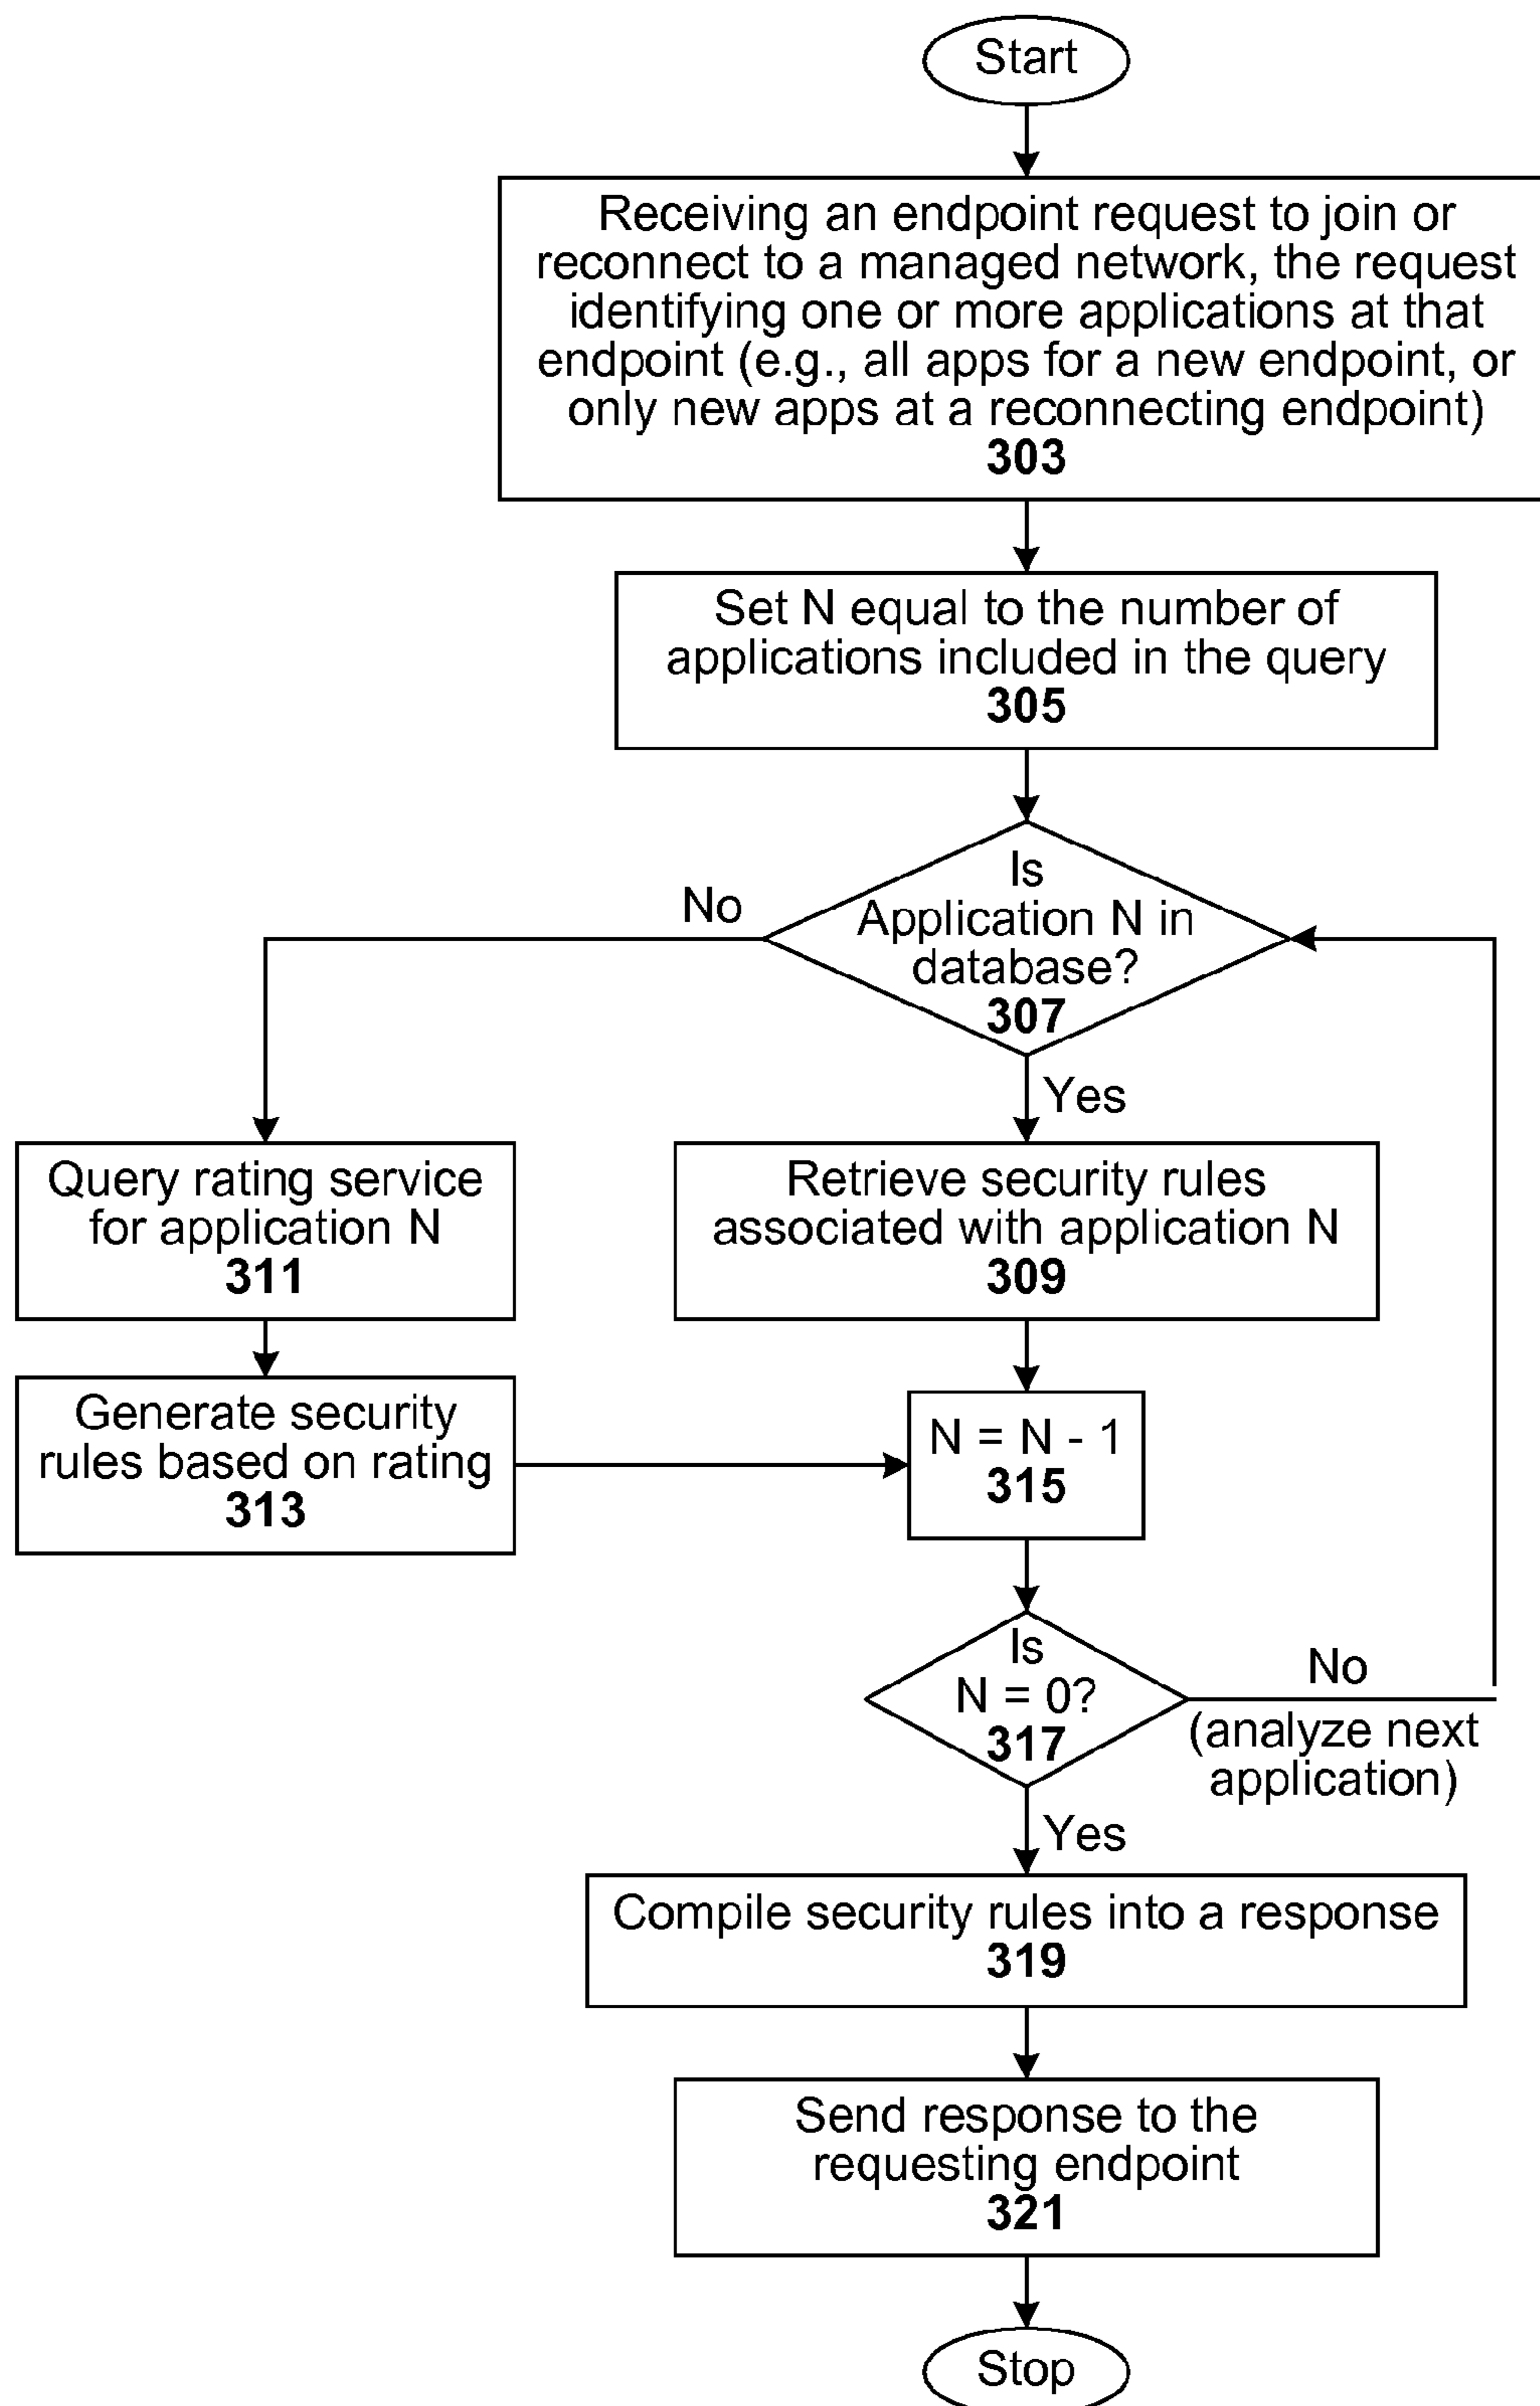 Start
Receiving an endpoint request to join or
reconnect to a managed network, the request
identifying one or more applications at that
endpoint (e.g., all apps for a new endpoint, or
only new apps at a reconnecting endpoint)
303
Set N equal to the number of
applications included in the query
305
Is
Application N in
database?
307
No
Yes
Query rating service
for application N
311
Retrieve security rules
associated with application N
309
Generate security
rules based on rating
313
N = N - 1
315
Is
N = 0?
317
No
(analyze next
application)
Yes
Compile security rules into a response
319
Send response to the
requesting endpoint
321
Stop